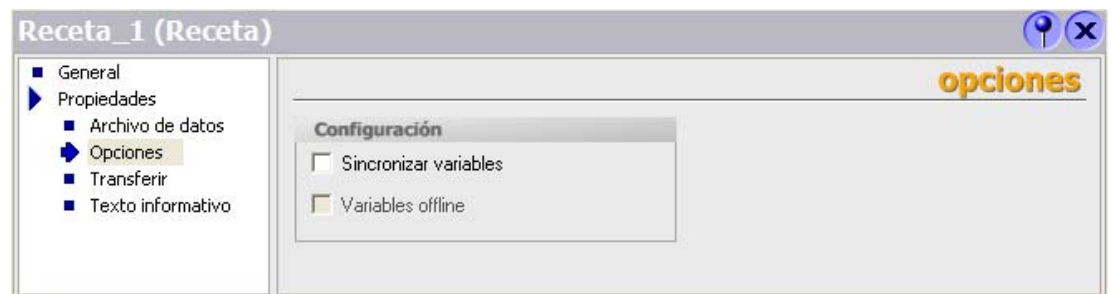 Receta_1 (Receta)
General
Propiedades
Archivo de datos
Opciones
Transferir
Texto informativo
opciones
Configuración
Sincronizar variables
Variables offline